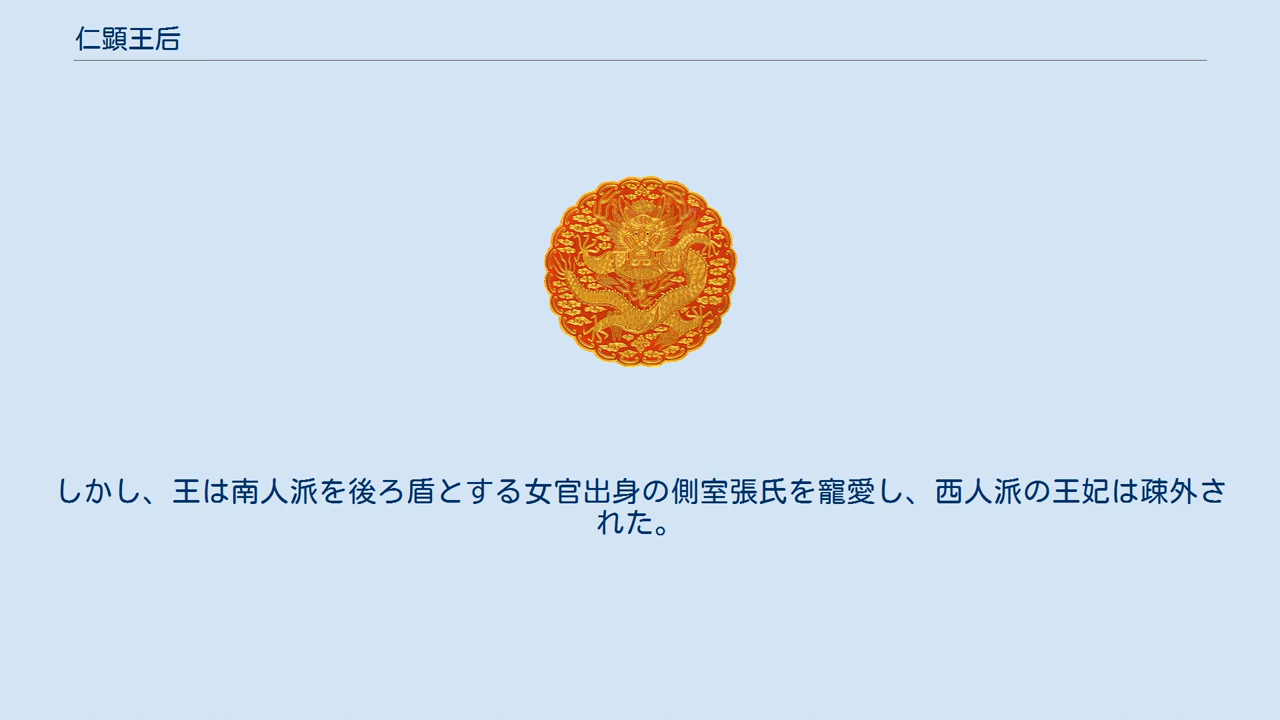 仁顕王后
しかし、王は南人派を後ろ盾とする女官出身の側室張氏を寵愛し、西人派の王妃は疎外さ
れた。